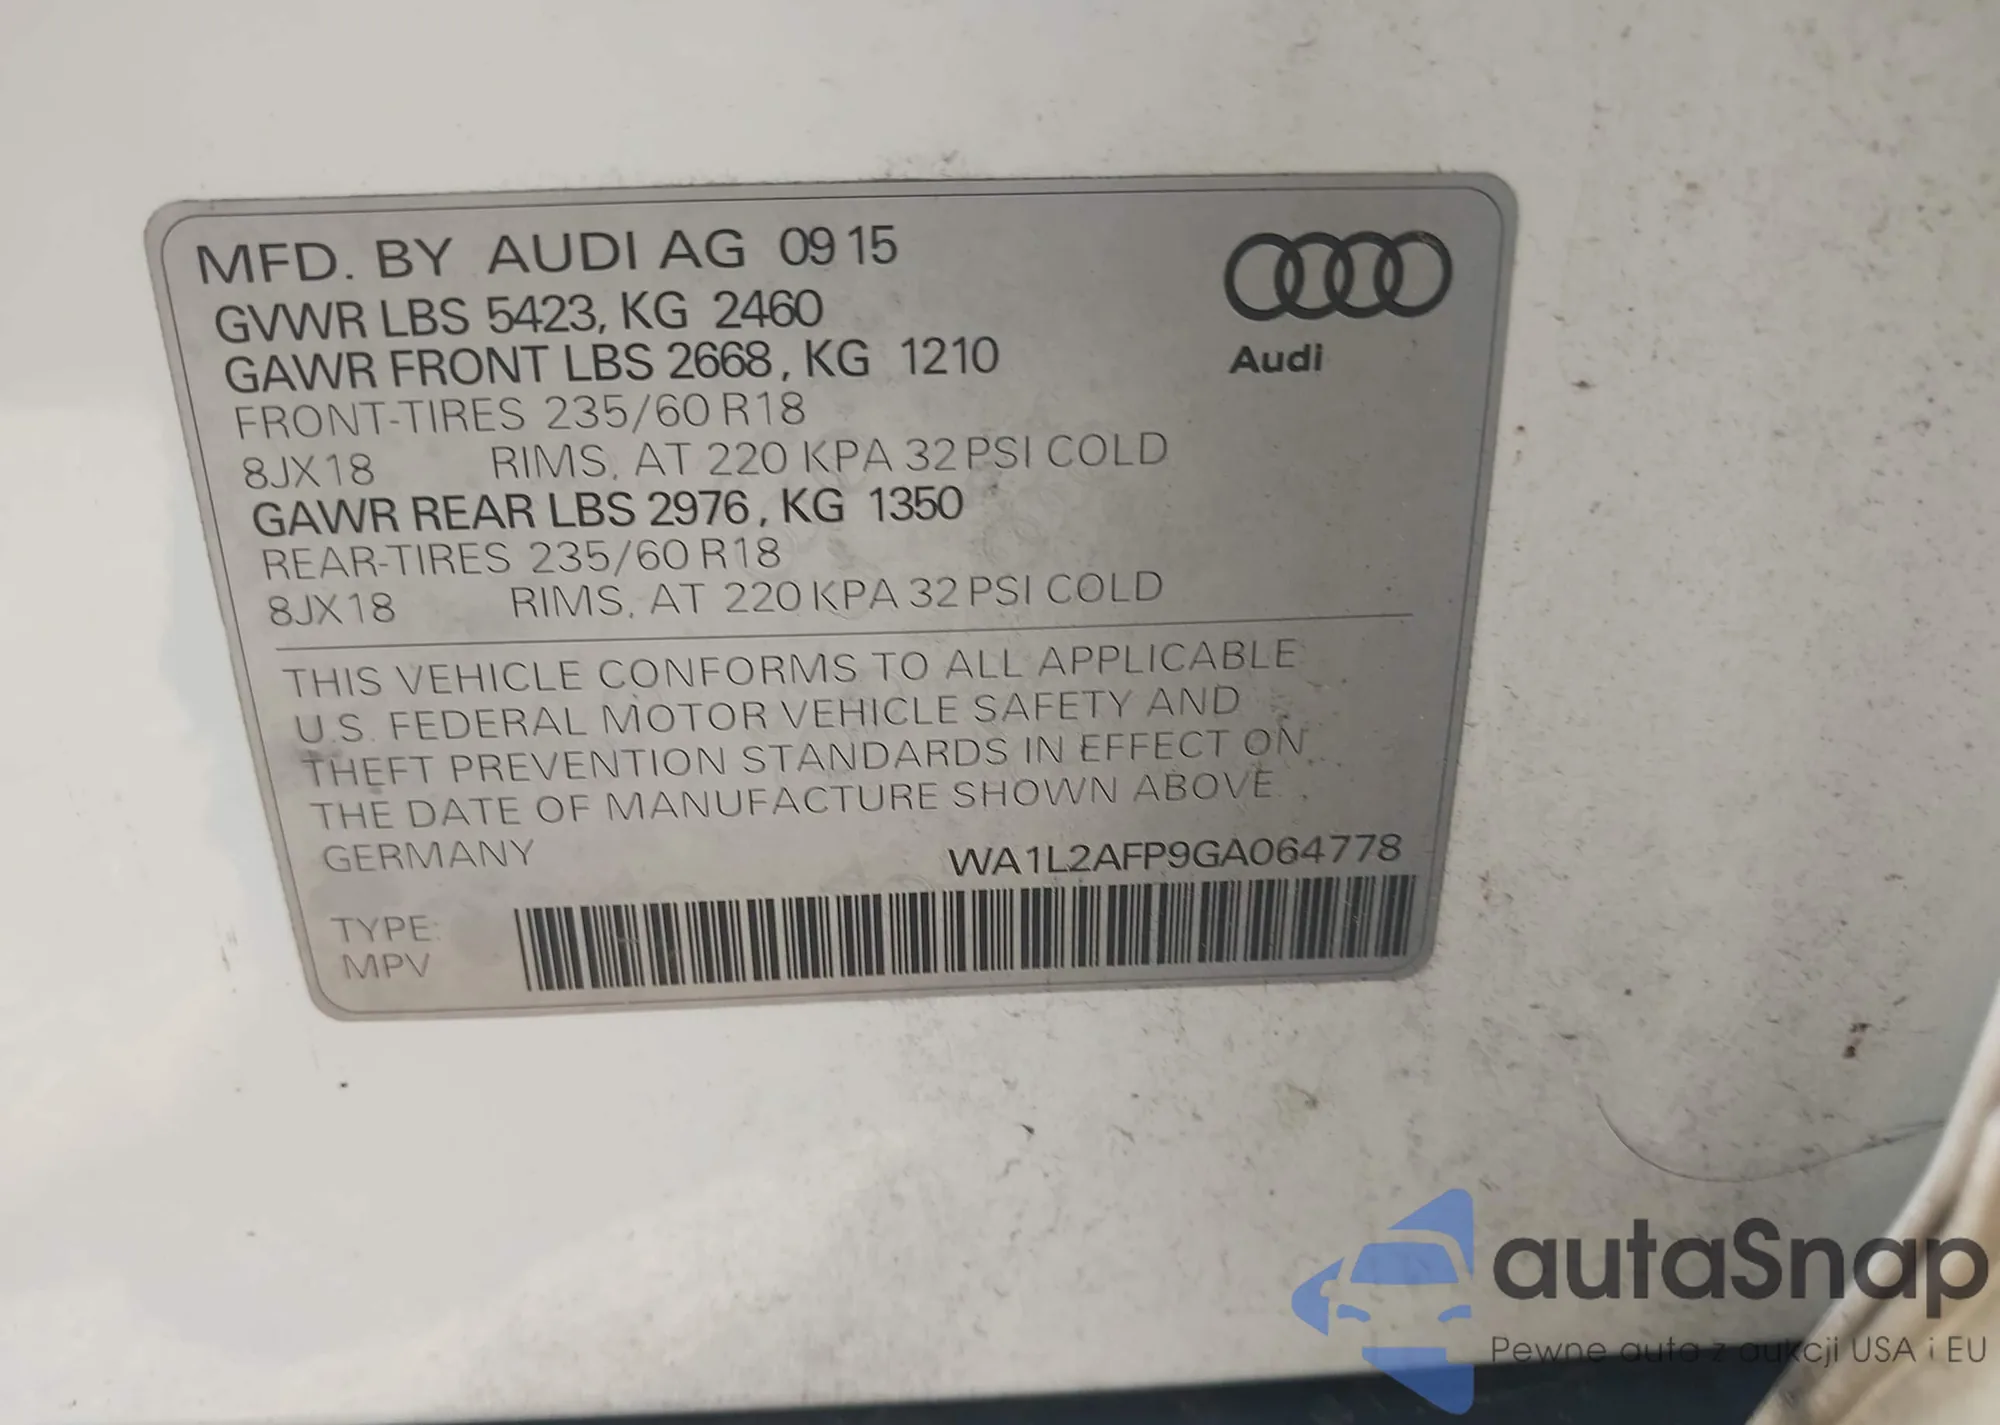 MFD. BY AUDI AG 09 15
GVWR LBS 5423, KG 2460
GAWR FRONT LBS 2668, KG 1210
FRONT-TIRES 235/60 R18
8JX18 RIMS, AT 220 KPA 32 PSI COLD
GAWR REAR LBS 2976, KG 1350
REAR-TIRES 235/60 R18
8JX18 RIMS, AT 220 KPA 32 PSI COLD
Audi
THIS VEHICLE CONFORMS TO ALL APPLICABLE
U.S. FEDERAL MOTOR VEHICLE SAFETY AND
THEFT PREVENTION STANDARDS IN EFFECT ON
THE DATE OF MANUFACTURE SHOWN ABOVE.
GERMANY WA1L2AFP9GA064778
TYPE:
MPV
autaSnap
Pewne auta z aukcji USA i EU